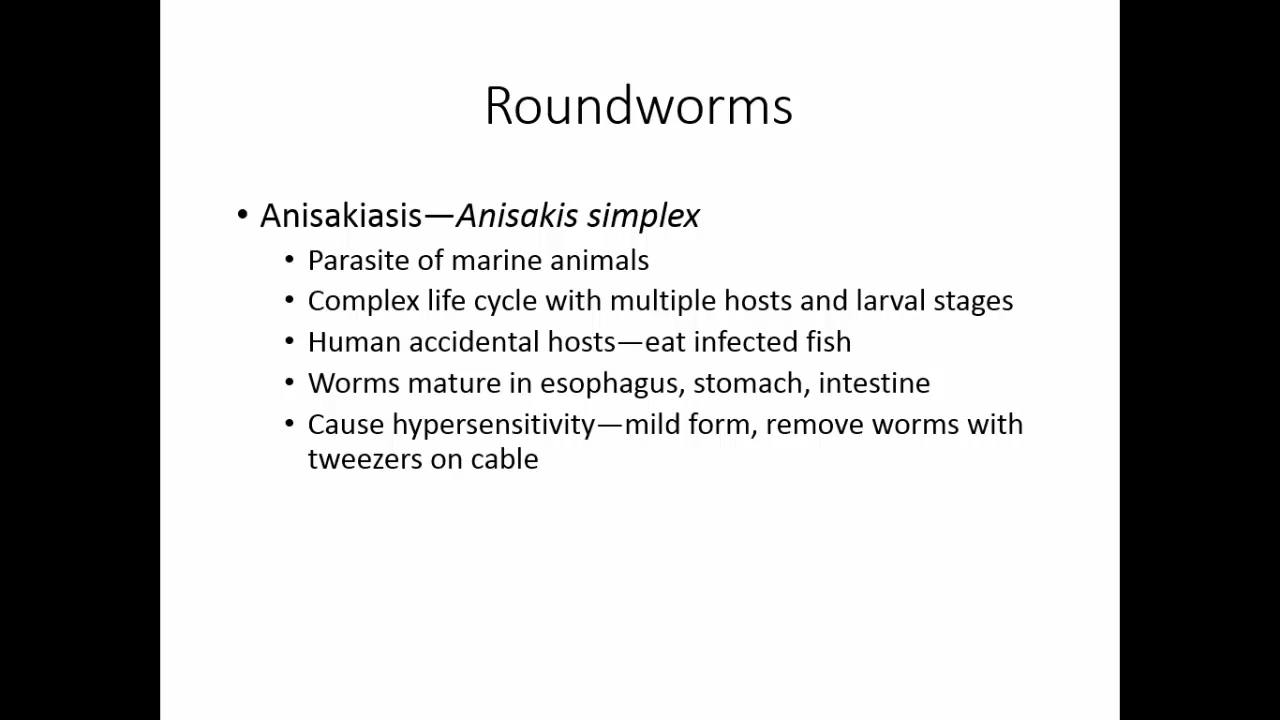 Roundworms
• Anisakiasis—Anisakis simplex
• Parasite of marine animals
• Complex life cycle with multiple hosts and larval stages
• Human accidental hosts—eat infected fish
• Worms mature in esophagus, stomach, intestine
• Cause hypersensitivity—mild form, remove worms with
tweezers on cable